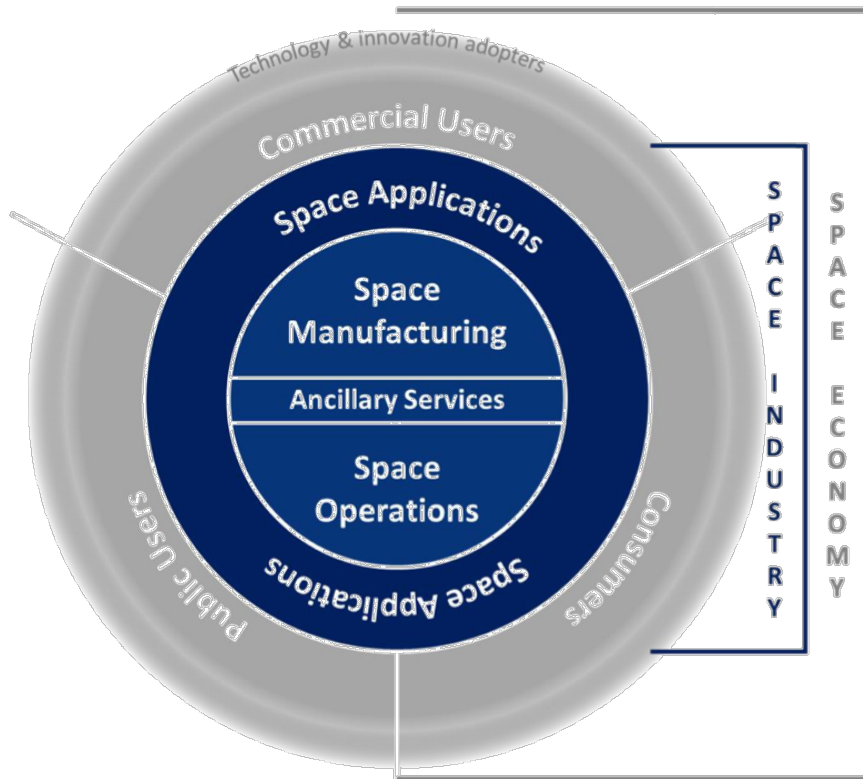 Technology & innovation adopters
Commercial Users
Space Applications
Space
Manufacturing
Ancillary Services
Space
Operations
Space Applications
Public Users
Consumers
SPACE INDUSTRY
SPACE ECONOMY